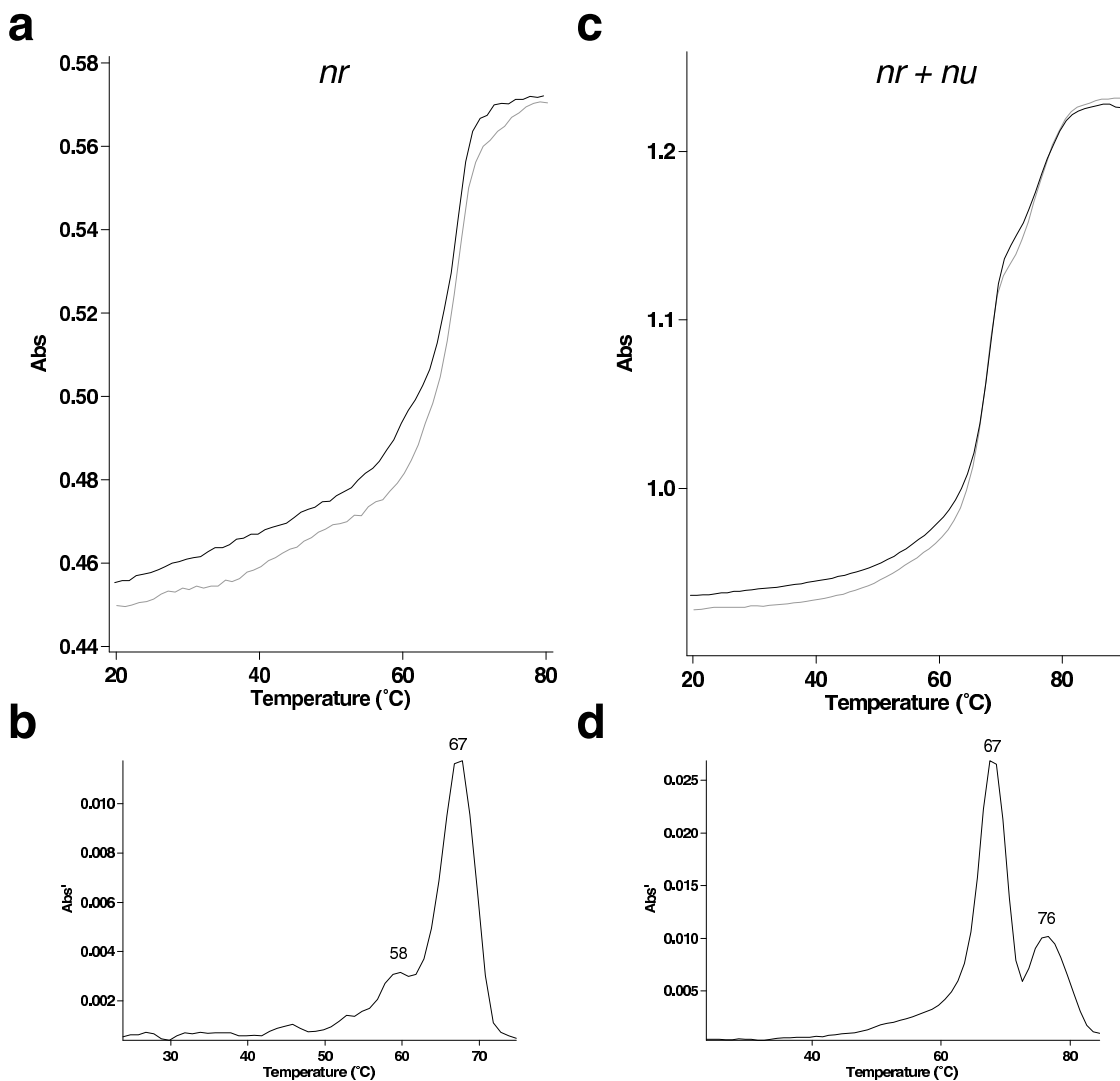 a
nr
0.58
0.56
0.54
0.52
0.50
0.48
0.46
0.44
Abs
20 40 60 80
Temperature (˚C)
c
nr + nu
1.2
1.1
1.0
Abs
20 40 60 80
Temperature (˚C)
b
67
58
0.010
0.008
0.006
0.004
0.002
Abs'
30 40 50 60 70
Temperature (˚C)
d
67
76
0.025
0.020
0.015
0.010
0.005
Abs'
40 60 80
Temperature (˚C)